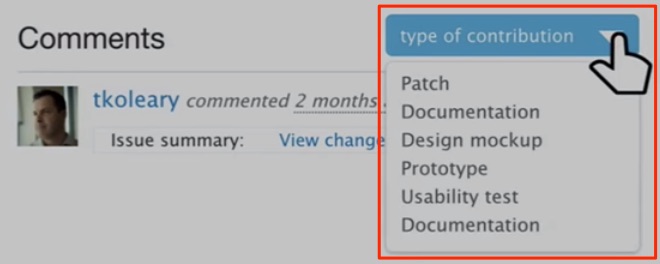 Comments
type of contribution
tkoleary commented 2 months
Issue summary: View change
Patch
Documentation
Design mockup
Prototype
Usability test
Documentation